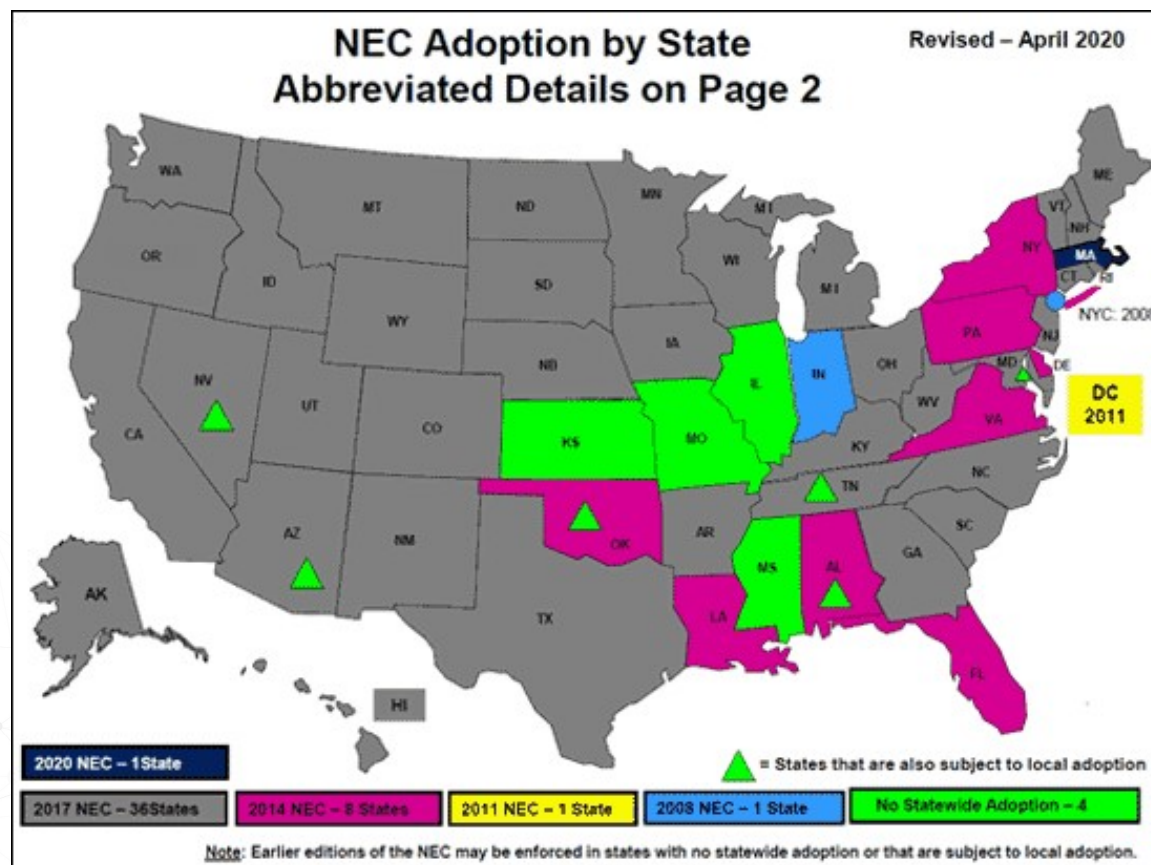 NEC Adoption by State
Abbreviated Details on Page 2
Revised – April 2020
WA
MT
ND
MN
MI
ME
VT
NH
OR
ID
SD
WI
MI
NY
MA
CT
RI
WY
NYC: 2008
IA
PA
NJ
NB
OH
MD
DE
NV
UT
IL
IN
WV
DC
2011
CA
CO
KS
MO
KY
VA
TN
NC
AZ
NM
OK
AR
SC
MS
AL
GA
AK
TX
LA
FL
HI
2020 NEC – 1State
= States that are also subject to local adoption
2017 NEC – 36States
2014 NEC – 8 States
2011 NEC – 1 State
2008 NEC – 1 State
No Statewide Adoption – 4
Note: Earlier editions of the NEC may be enforced in states with no statewide adoption or that are subject to local adoption.